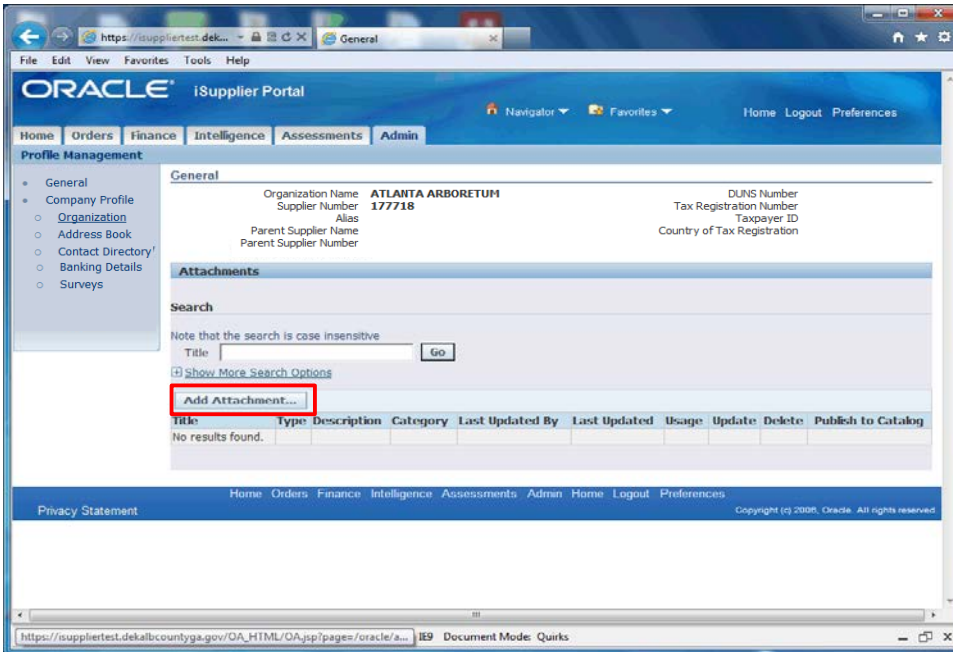 https://isuppliertest.dek...
General
File Edit View Favorites Tools Help
ORACLE® iSupplier Portal
Navigator Favorites Home Logout Preferences
Home Orders Finance Intelligence Assessments Admin
Profile Management
General
Company Profile
Organization
Address Book
Contact Directory
Banking Details
Surveys
General
Organization Name ATLANTA ARBORETUM DUNS Number
Supplier Number 177718 Tax Registration Number
Alias Taxpayer ID
Parent Supplier Name Country of Tax Registration
Parent Supplier Number
Attachments
Search
Note that the search is case insensitive
Title Go
Show More Search Options
Add Attachment...
Title Type Description Category Last Updated By Last Updated Usage Update Delete Publish to Catalog
No results found.
Home Orders Finance Intelligence Assessments Admin Home Logout Preferences
Privacy Statement Copyright (c) 2006, Oracle. All rights reserved.
https://isuppliertest.dekalbcountyga.gov/OA_HTML/OA.jsp?page=/oracle/a... IE9 Document Mode: Quirks